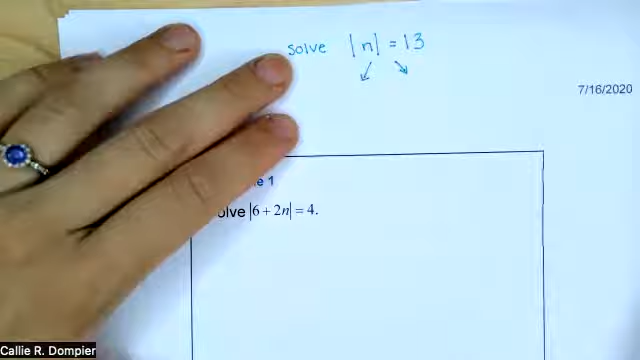 solve |n| = 13
7/16/2020
e 1
olve |6 + 2n| = 4.
Callie R. Dompier